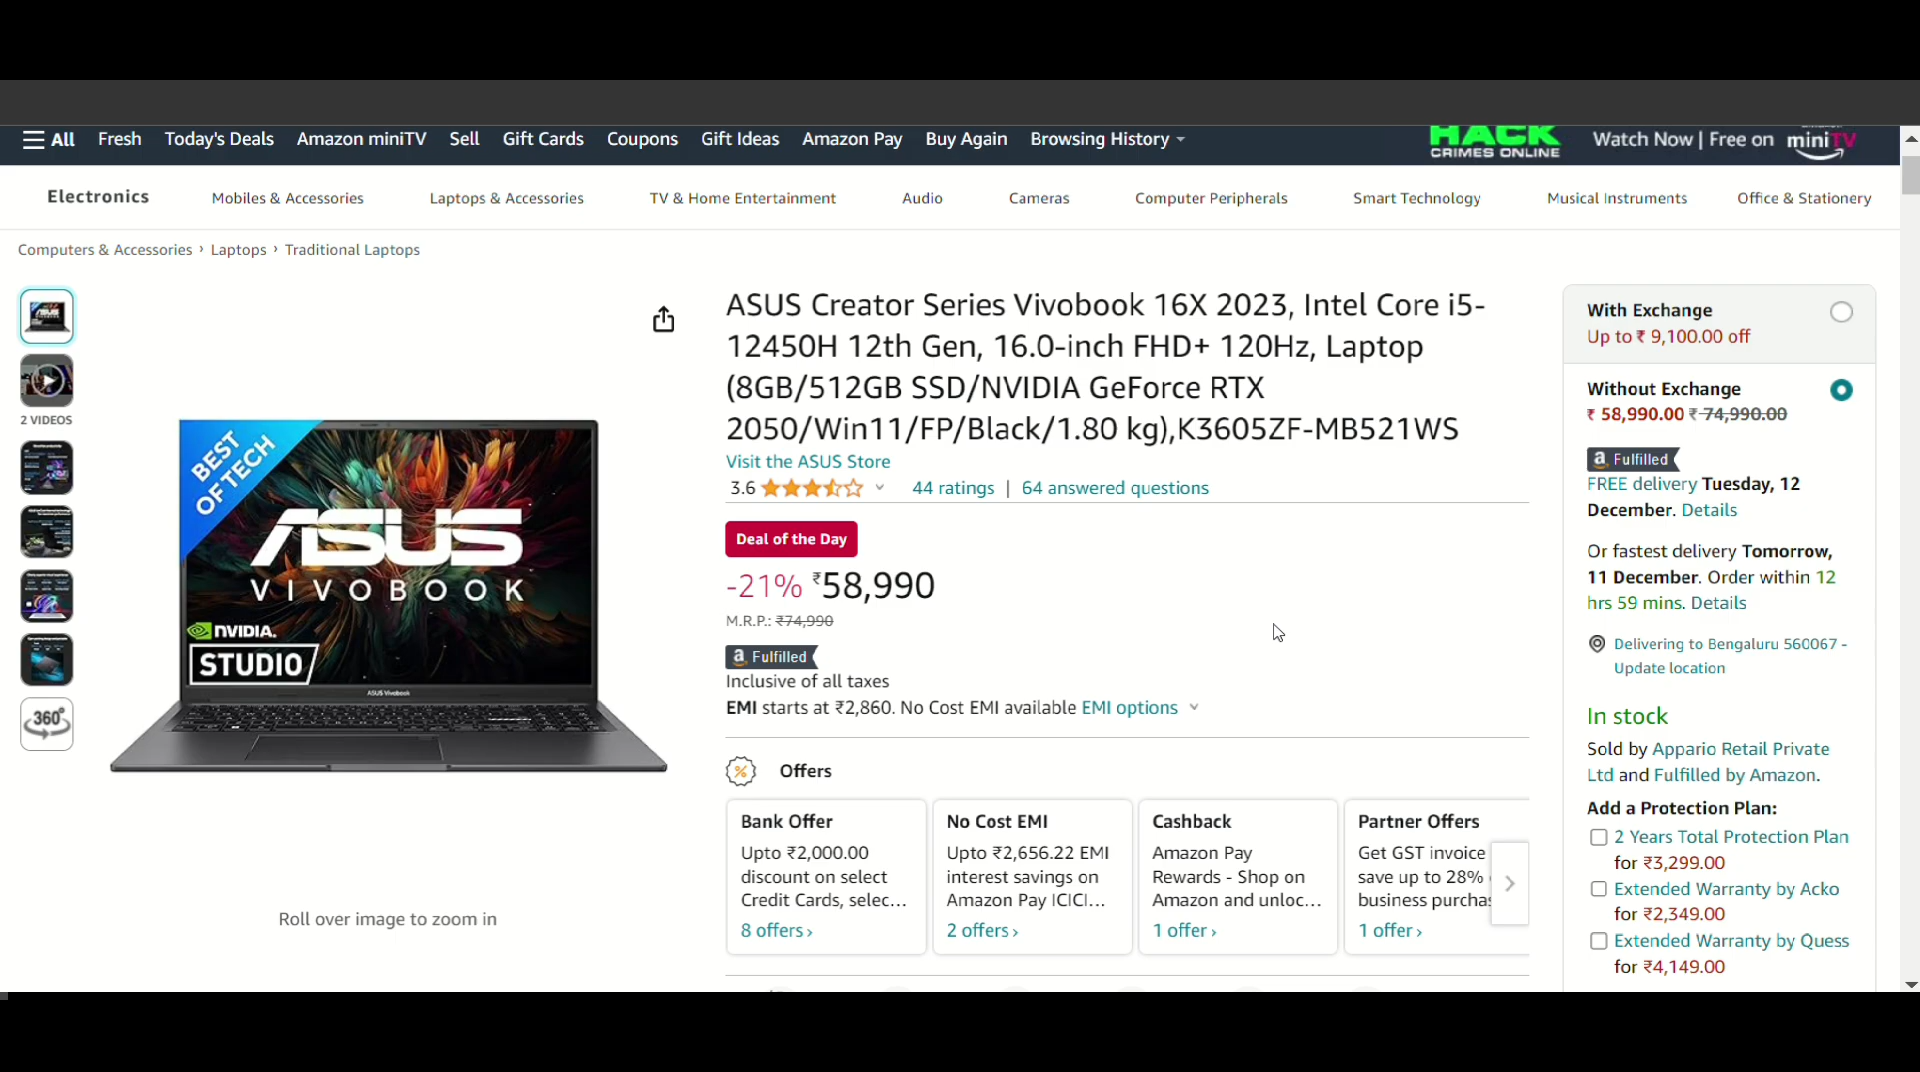 All Fresh Today's Deals Amazon miniTV Sell Gift Cards Coupons Gift Ideas Amazon Pay Buy Again Browsing History
HACK
CRIMES ONLINE
Watch Now | Free on miniTV
Electronics Mobiles & Accessories Laptops & Accessories TV & Home Entertainment Audio Cameras Computer Peripherals Smart Technology Musical Instruments Office & Stationery
Computers & Accessories › Laptops › Traditional Laptops
2 VIDEOS
360°
BEST
OF TECH
ASUS
VIVOBOOK
NVIDIA.
STUDIO
ASUS Vivobook
Roll over image to zoom in
ASUS Creator Series Vivobook 16X 2023, Intel Core i5-
12450H 12th Gen, 16.0-inch FHD+ 120Hz, Laptop
(8GB/512GB SSD/NVIDIA GeForce RTX
2050/Win11/FP/Black/1.80 kg),K3605ZF-MB521WS
Visit the ASUS Store
3.6 44 ratings | 64 answered questions
Deal of the Day
-21% ₹58,990
M.R.P.: ₹74,990
a Fulfilled
Inclusive of all taxes
EMI starts at ₹2,860. No Cost EMI available EMI options
% Offers
Bank Offer
Upto ₹2,000.00
discount on select
Credit Cards, selec...
8 offers ›
No Cost EMI
Upto ₹2,656.22 EMI
interest savings on
Amazon Pay ICICI...
2 offers ›
Cashback
Amazon Pay
Rewards - Shop on
Amazon and unloc...
1 offer ›
Partner Offers
Get GST invoice
save up to 28%
business purchas
1 offer ›
With Exchange
Up to ₹ 9,100.00 off
Without Exchange
₹ 58,990.00 ₹ 74,990.00
a Fulfilled
FREE delivery Tuesday, 12
December. Details
Or fastest delivery Tomorrow,
11 December. Order within 12
hrs 59 mins. Details
Delivering to Bengaluru 560067 -
Update location
In stock
Sold by Appario Retail Private
Ltd and Fulfilled by Amazon.
Add a Protection Plan:
2 Years Total Protection Plan
for ₹3,299.00
Extended Warranty by Acko
for ₹2,349.00
Extended Warranty by Quess
for ₹4,149.00